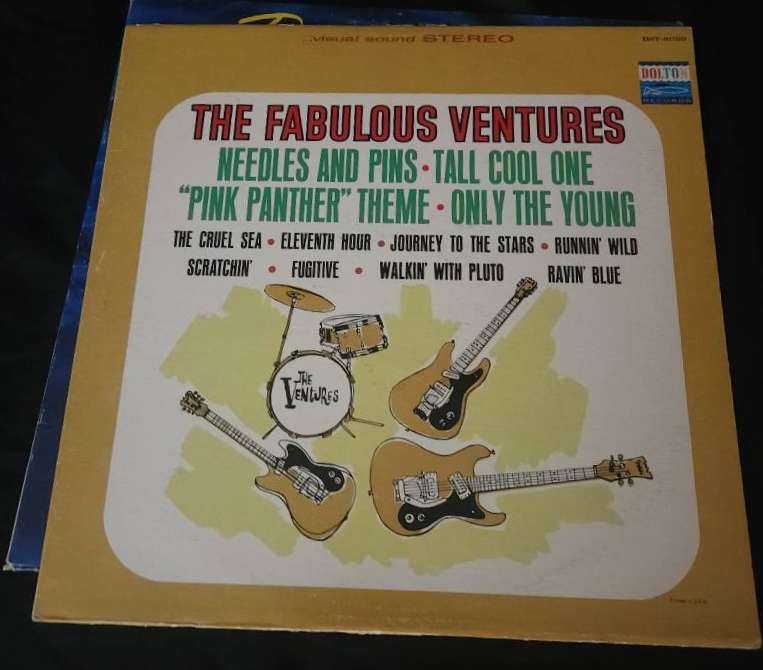 ...visual sound STEREO
BST-8029
DOLTON
RECORDS
THE FABULOUS VENTURES
NEEDLES AND PINS • TALL COOL ONE
"PINK PANTHER" THEME • ONLY THE YOUNG
THE CRUEL SEA • ELEVENTH HOUR • JOURNEY TO THE STARS • RUNNIN' WILD
SCRATCHIN' • FUGITIVE • WALKIN' WITH PLUTO RAVIN' BLUE
THE
VENTURES